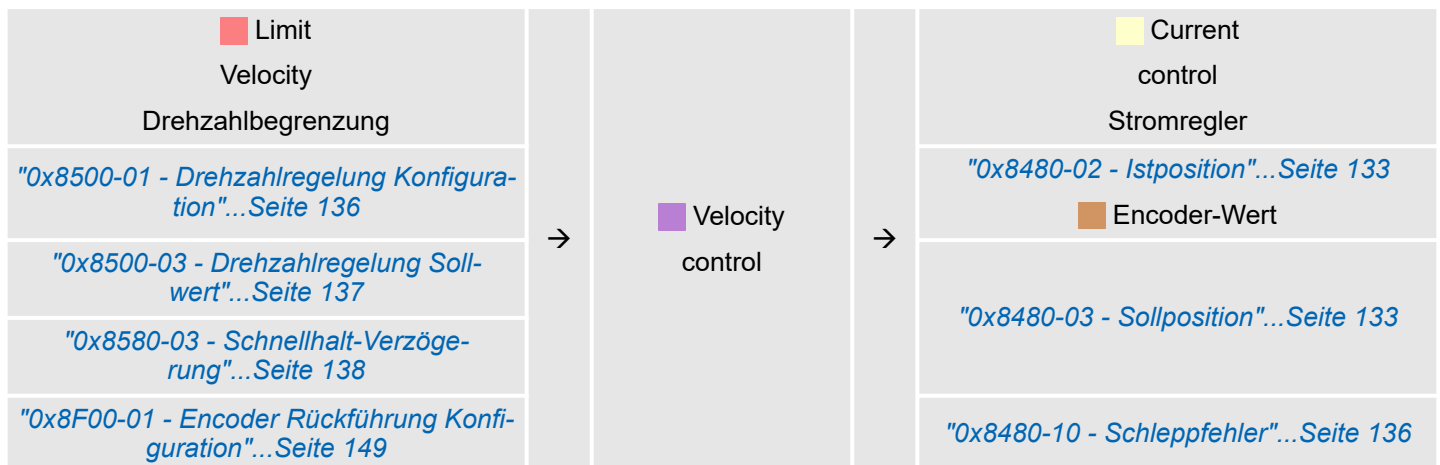 Limit
Velocity
Drehzahlbegrenzung
"0x8500-01 - Drehzahlregelung Konfigura-
tion"...Seite 136
"0x8500-03 - Drehzahlregelung Soll-
wert"...Seite 137
"0x8580-03 - Schnellhalt-Verzöge-
rung"...Seite 138
"0x8F00-01 - Encoder Rückführung Konfi-
guration"...Seite 149
→
Velocity
control
→
Current
control
Stromregler
"0x8480-02 - Istposition"...Seite 133
Encoder-Wert
"0x8480-03 - Sollposition"...Seite 133
"0x8480-10 - Schleppfehler"...Seite 136